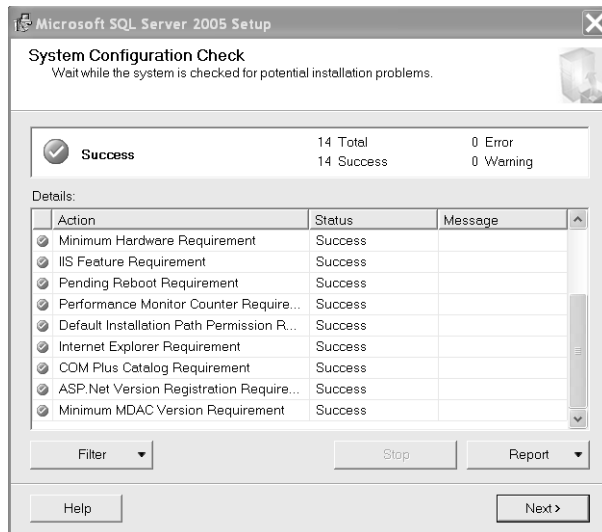 Microsoft SQL Server 2005 Setup
System Configuration Check
Wait while the system is checked for potential installation problems.
Success
14 Total
0 Error
14 Success
0 Warning
Details:
Action Status Message
Minimum Hardware Requirement Success
IIS Feature Requirement Success
Pending Reboot Requirement Success
Performance Monitor Counter Require... Success
Default Installation Path Permission R... Success
Internet Explorer Requirement Success
COM Plus Catalog Requirement Success
ASP.Net Version Registration Require... Success
Minimum MDAC Version Requirement Success
Filter Stop Report
Help Next >